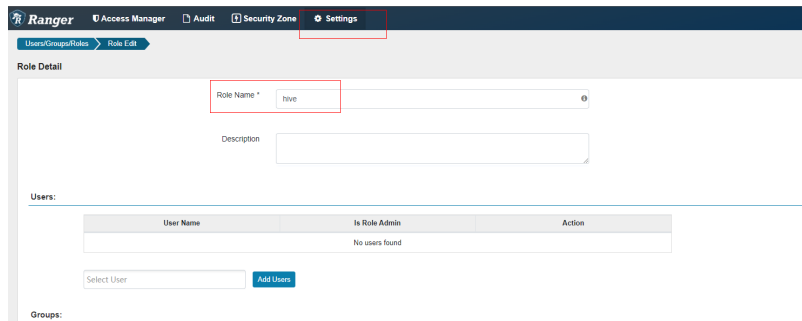 Ranger Access Manager Audit Security Zone Settings
Users/Groups/Roles Role Edit
Role Detail
Role Name * hive
Description
Users:
User Name Is Role Admin Action
No users found
Select User Add Users
Groups: